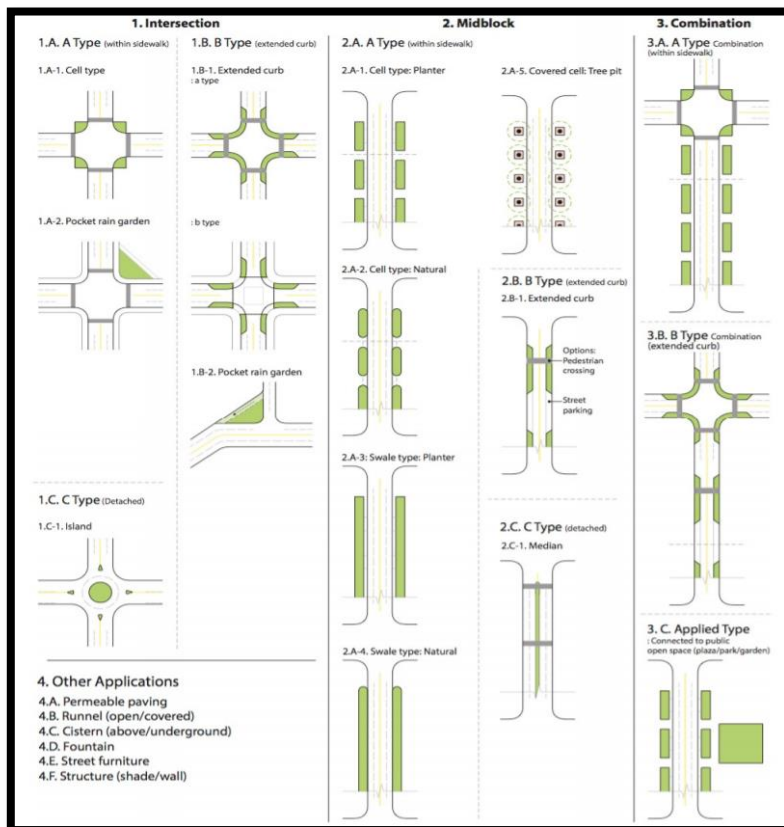 1. Intersection
1.A. A Type (within sidewalk)
1.A-1. Cell type
1.A-2. Pocket rain garden
1.B. B Type (extended curb)
1.B-1. Extended curb
: a type
: b type
1.B-2. Pocket rain garden
1.C. C Type (Detached)
1.C-1. Island
2. Midblock
2.A. A Type (within sidewalk)
2.A-1. Cell type: Planter
2.A-2. Cell type: Natural
2.A-3: Swale type: Planter
2.A-4. Swale type: Natural
2.A-5. Covered cell: Tree pit
2.B. B Type (extended curb)
2.B-1. Extended curb
Options:
Pedestrian
crossing
Street
parking
2.C. C Type (detached)
2.C-1. Median
3. Combination
3.A. A Type Combination
(within sidewalk)
3.B. B Type Combination
(extended curb)
3. C. Applied Type
: Connected to public
open space (plaza/park/garden)
4. Other Applications
4.A. Permeable paving
4.B. Runnel (open/covered)
4.C. Cistern (above/underground)
4.D. Fountain
4.E. Street furniture
4.F. Structure (shade/wall)